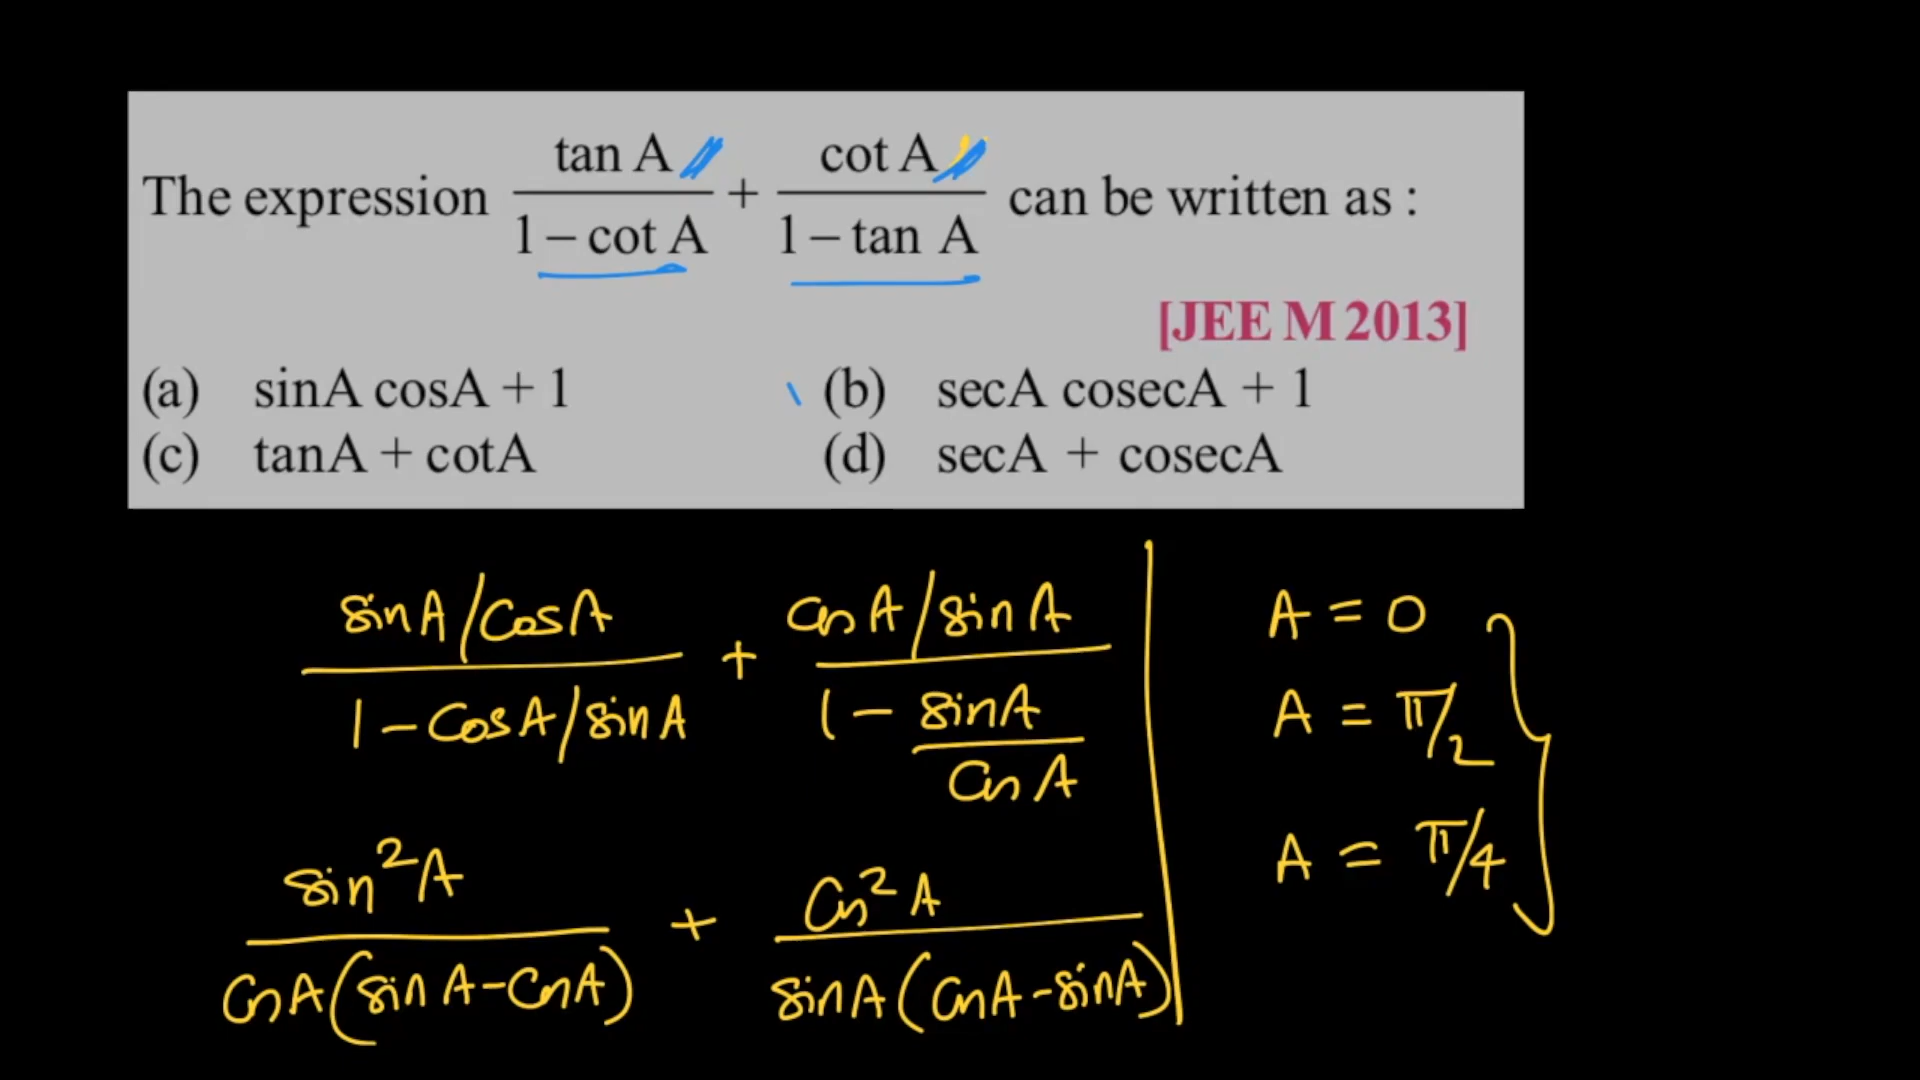 The expression tan A / 1 – cot A + cot A / 1 – tan A can be written as :
[JEE M 2013]
(a) sinA cosA + 1 (b) secA cosecA + 1
(c) tanA + cotA (d) secA + cosecA
sinA/cosA / 1 - cosA/sinA + cosA/sinA / 1 - sinA/cosA
sin²A / cosA(sinA - cosA) + cos²A / sinA(cosA - sinA)
A = 0
A = π/2
A = π/4